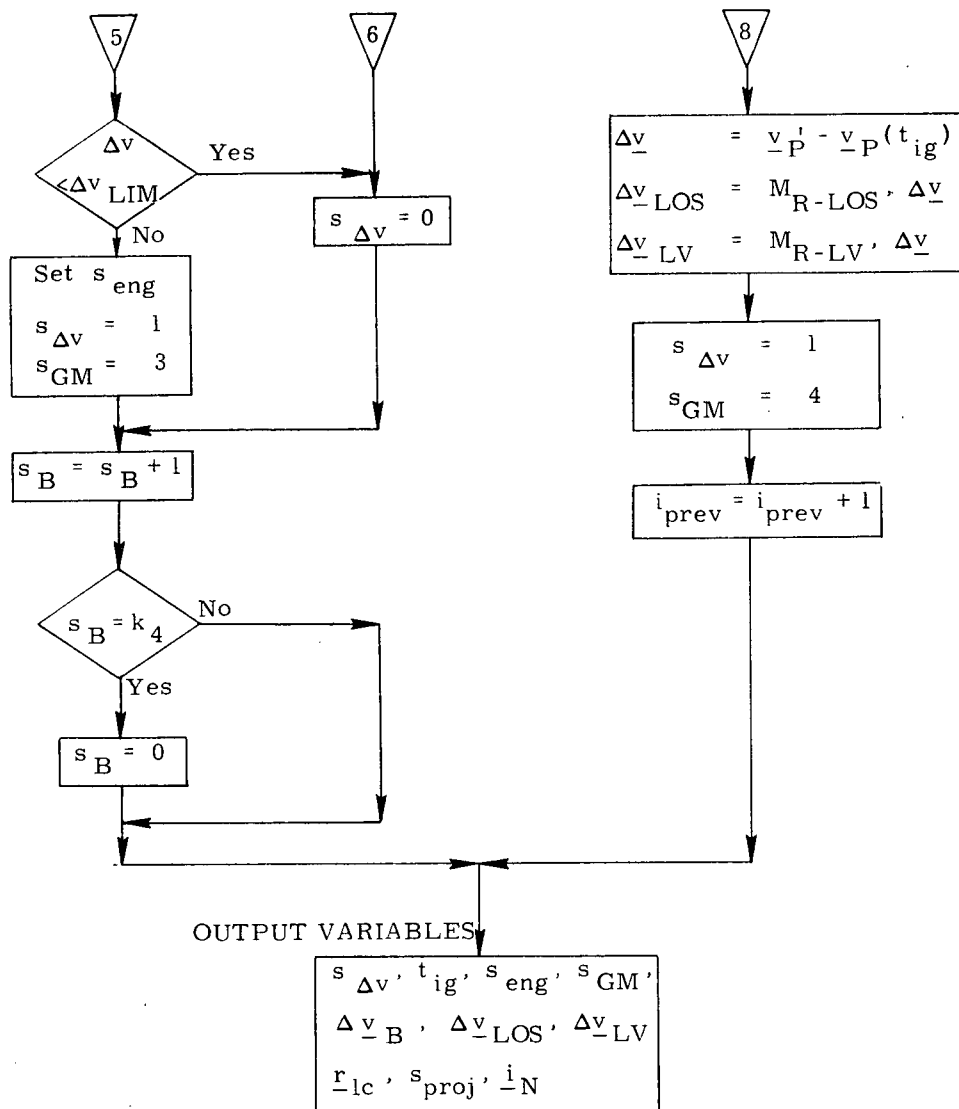 5
6
8
Δv
<Δv LIM
Yes
No
s Δv = 0
Set s eng
s Δv = 1
s GM = 3
s B = s B + 1
s B = k 4
No
Yes
s B = 0
Δv = v'P - v P (t ig)
Δv LOS = M R-LOS, Δv
Δv LV = M R-LV, Δv
s Δv = 1
s GM = 4
i prev = i prev + 1
OUTPUT VARIABLES
s Δv, t ig, s eng, s GM,
Δv B, Δv LOS, Δv LV
r lc, s proj, i N